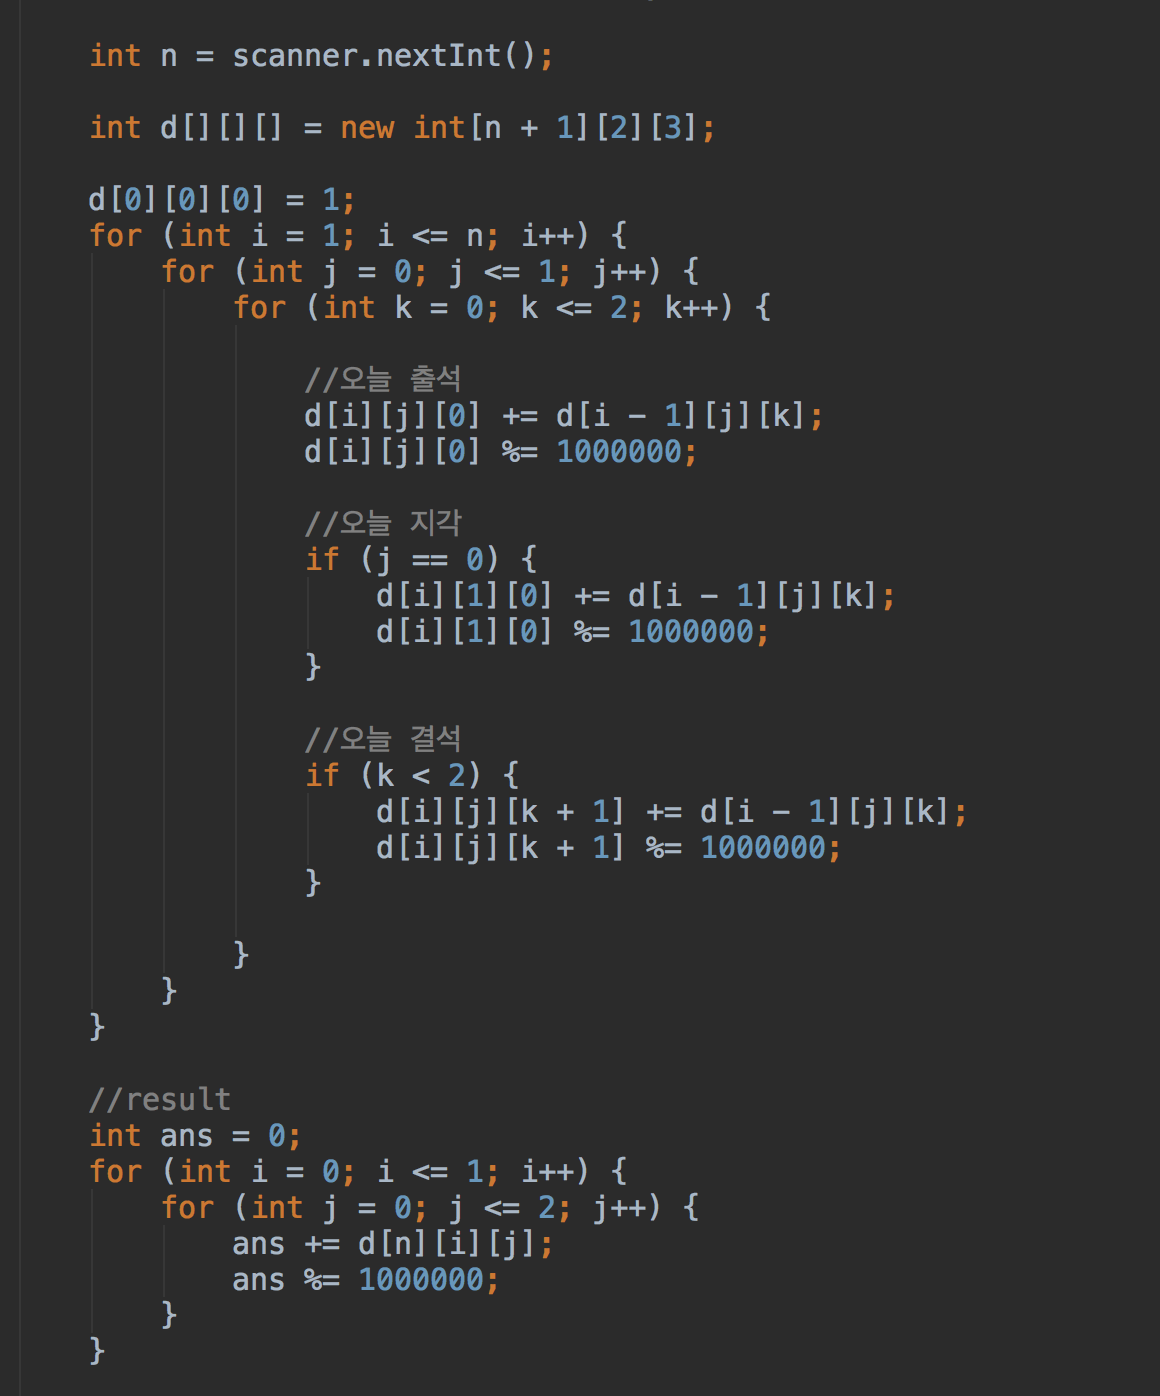 int n = scanner.nextInt();
int d[][][] = new int[n + 1][2][3];
d[0][0][0] = 1;
for (int i = 1; i <= n; i++) {
for (int j = 0; j <= 1; j++) {
for (int k = 0; k <= 2; k++) {
//오늘 출석
d[i][j][0] += d[i - 1][j][k];
d[i][j][0] %= 1000000;
//오늘 지각
if (j == 0) {
d[i][1][0] += d[i - 1][j][k];
d[i][1][0] %= 1000000;
}
//오늘 결석
if (k < 2) {
d[i][j][k + 1] += d[i - 1][j][k];
d[i][j][k + 1] %= 1000000;
}
}
}
}
//result
int ans = 0;
for (int i = 0; i <= 1; i++) {
for (int j = 0; j <= 2; j++) {
ans += d[n][i][j];
ans %= 1000000;
}
}